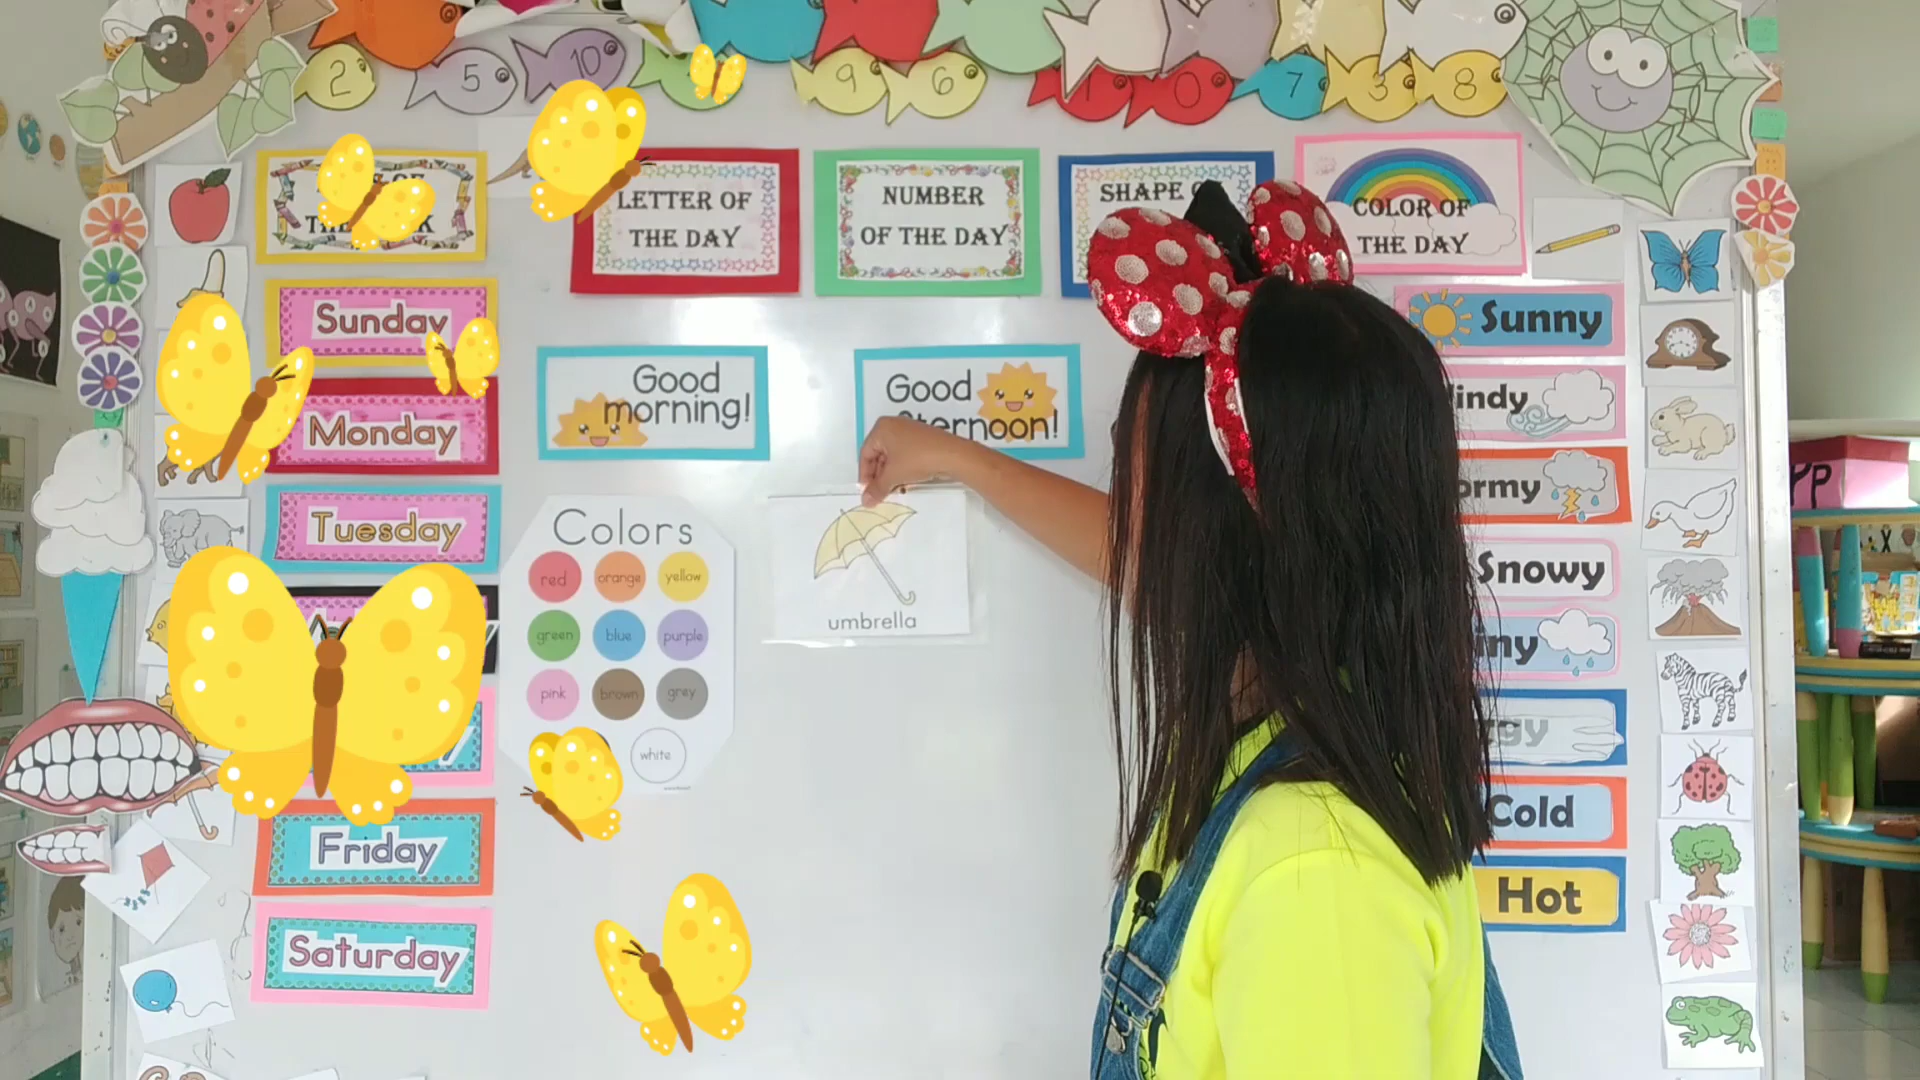 2
5
10
9
6
1
0
7
3
8
LETTER OF
THE DAY
NUMBER
OF THE DAY
SHAPE
COLOR OF
THE DAY
Sunday
Monday
Tuesday
Friday
Saturday
Good
morning!
Good
Colors
red
orange
yellow
green
blue
purple
pink
brown
grey
white
umbrella
Sunny
Snowy
Cold
Hot